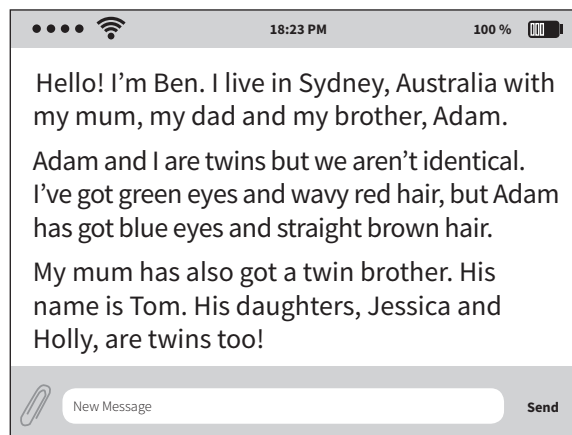 18:23 PM 100 %
Hello! I’m Ben. I live in Sydney, Australia with
my mum, my dad and my brother, Adam.
Adam and I are twins but we aren’t identical.
I’ve got green eyes and wavy red hair, but Adam
has got blue eyes and straight brown hair.
My mum has also got a twin brother. His
name is Tom. His daughters, Jessica and
Holly, are twins too!
New Message Send